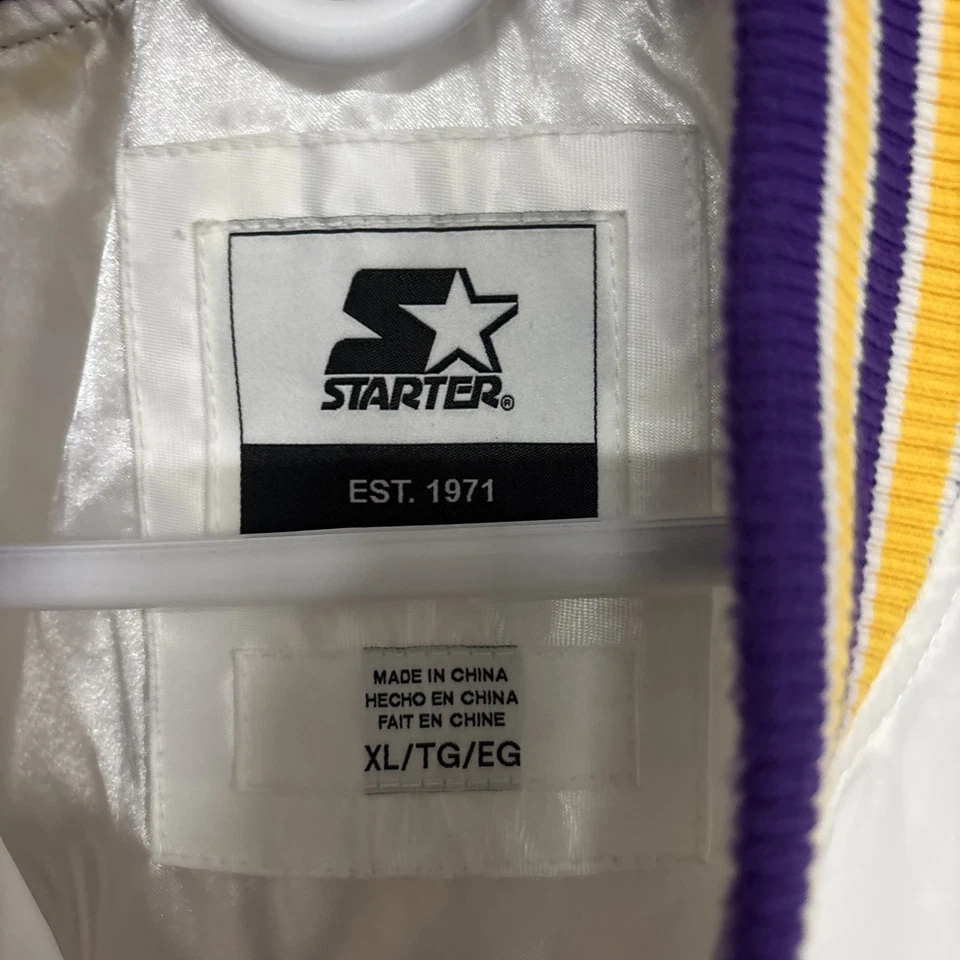 STARTER®
EST. 1971
MADE IN CHINA
HECHO EN CHINA
FAIT EN CHINE
XL/TG/EG